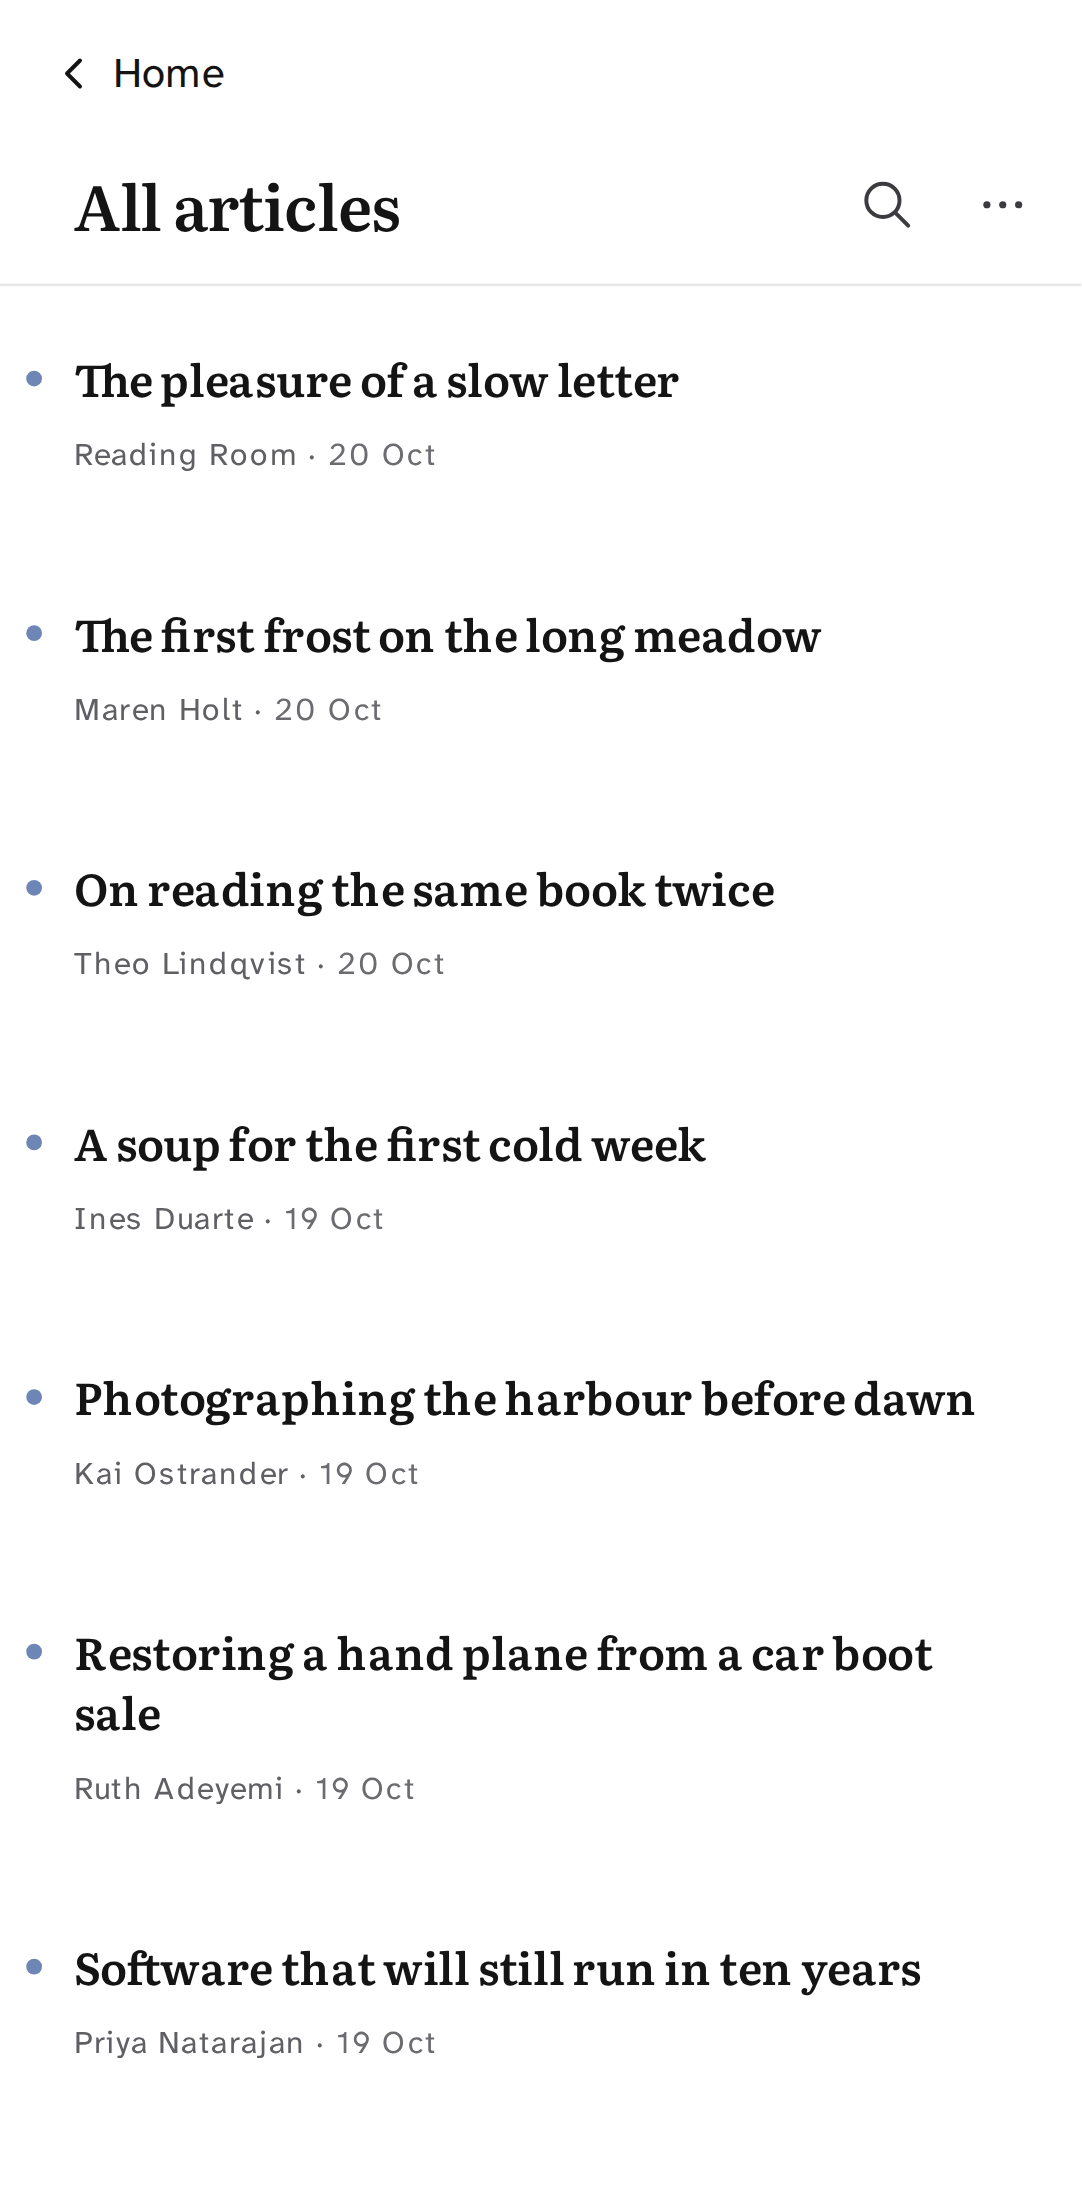 Home
All articles
The pleasure of a slow letter
Reading Room · 20 Oct
The first frost on the long meadow
Maren Holt · 20 Oct
On reading the same book twice
Theo Lindqvist · 20 Oct
A soup for the first cold week
Ines Duarte · 19 Oct
Photographing the harbour before dawn
Kai Ostrander · 19 Oct
Restoring a hand plane from a car boot
sale
Ruth Adeyemi · 19 Oct
Software that will still run in ten years
Priya Natarajan · 19 Oct